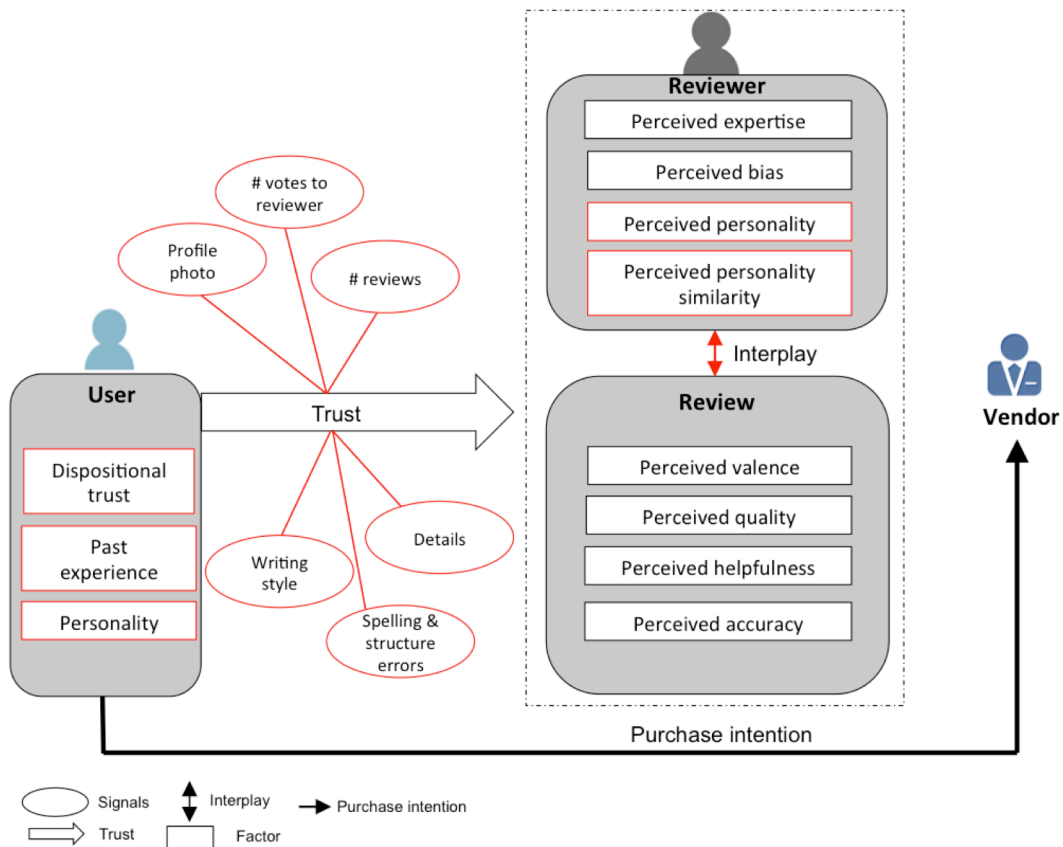 Reviewer
Perceived expertise
Perceived bias
Perceived personality
Perceived personality
similarity
# votes to
reviewer
Profile
photo
# reviews
Interplay
User
Trust
Review
Vendor
Dispositional
trust
Past
experience
Personality
Writing
style
Details
Spelling &
structure
errors
Perceived valence
Perceived quality
Perceived helpfulness
Perceived accuracy
Purchase intention
Signals
Interplay
Purchase intention
Trust
Factor